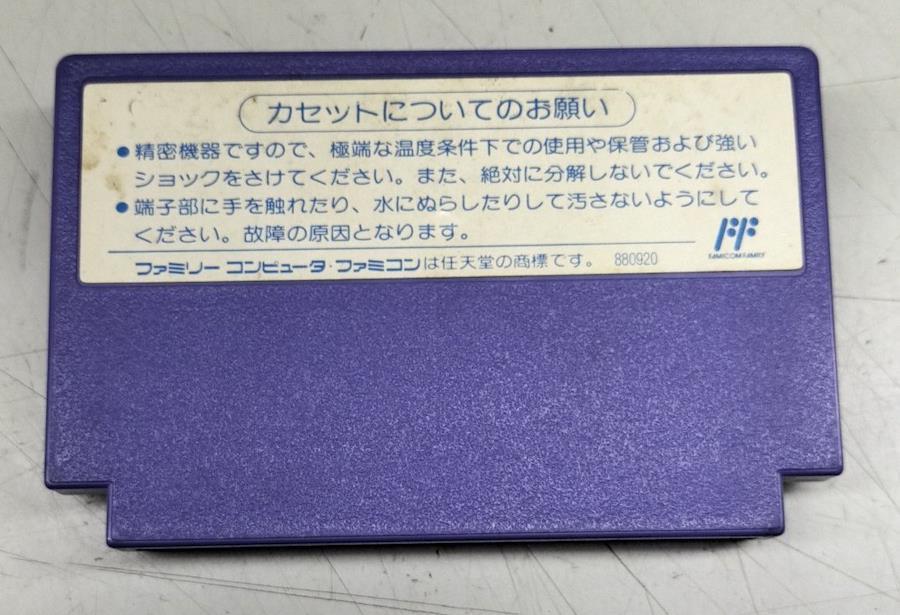 カセットについてのお願い
●精密機器ですので、極端な温度条件下での使用や保管および強い
ショックをさけてください。また、絶対に分解しないでください。
●端子部に手を触れたり、水にぬらしたりして汚さないようにして
ください。故障の原因となります。
FF
FAMICOM FAMILY
ファミリー コンピュータ・ファミコンは任天堂の商標です。 880920